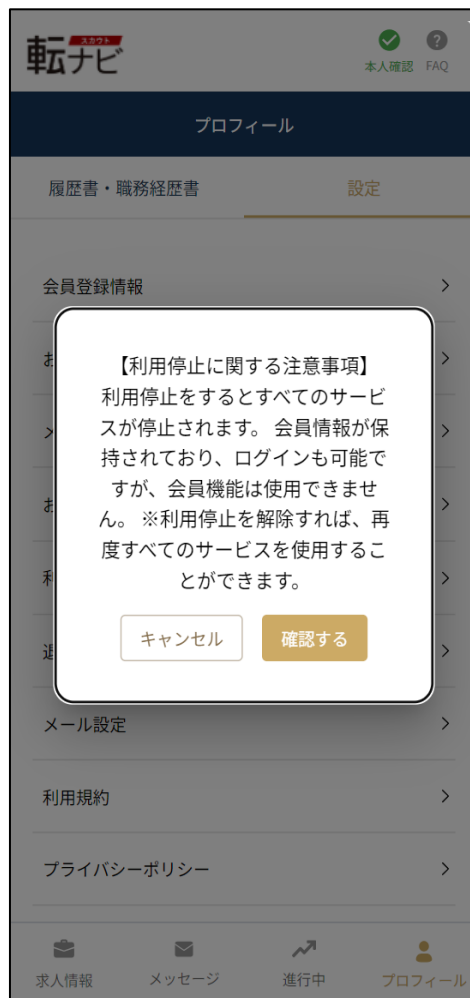 スカウト
転ナビ
本人確認 FAQ
プロフィール
履歴書・職務経歴書 設定
会員登録情報
【利用停止に関する注意事項】
利用停止をするとすべてのサービ
スが停止されます。 会員情報が保
持されており、ログインも可能で
すが、会員機能は使用できませ
ん。 ※利用停止を解除すれば、再
度すべてのサービスを使用するこ
とができます。
キャンセル 確認する
メール設定
利用規約
プライバシーポリシー
求人情報 メッセージ 進行中 プロフィール